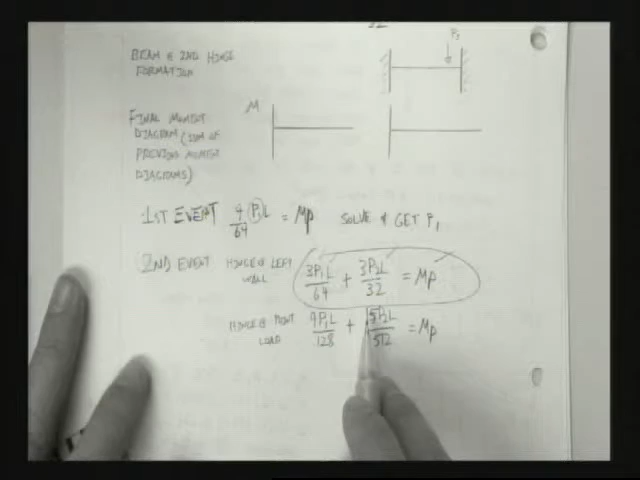 BEAM @ 2ND HINGE
FORMATION
P2
FINAL MOMENT
DIAGRAM (SUM OF
PREVIOUS MOMENT
DIAGRAMS)
M
1ST EVENT 9/64 P1L = Mp SOLVE & GET P1
2ND EVENT HINGE @ LEFT
WALL
3P1L/64 + 3P2L/32 = Mp
HINGE @ POINT
LOAD
9P1L/128 + 15P2L/512 = Mp